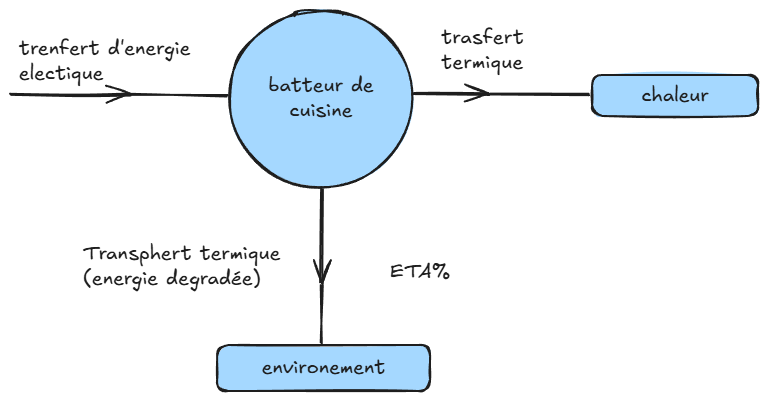 trenfert d'energie
electique
batteur de
cuisine
trasfert
termique
chaleur
Transphert termique
(energie degradée)
ETA%
environement